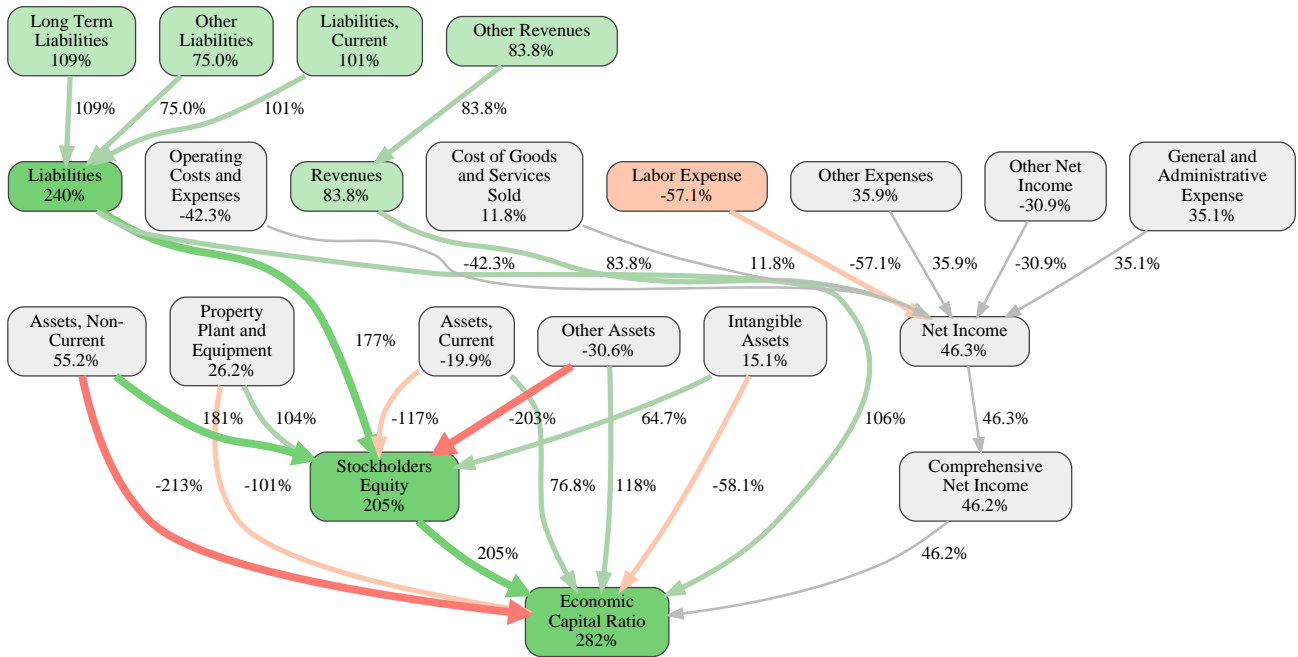 Long Term
Liabilities
109%
Other
Liabilities
75.0%
Liabilities,
Current
101%
Other Revenues
83.8%
109%
75.0%
101%
83.8%
Liabilities
240%
Operating
Costs and
Expenses
-42.3%
Revenues
83.8%
Cost of Goods
and Services
Sold
11.8%
Labor Expense
-57.1%
Other Expenses
35.9%
Other Net
Income
-30.9%
General and
Administrative
Expense
35.1%
-42.3%
83.8%
11.8%
-57.1%
35.9%
-30.9%
35.1%
Assets, Non-
Current
55.2%
Property
Plant and
Equipment
26.2%
177%
Assets,
Current
-19.9%
Other Assets
-30.6%
Intangible
Assets
15.1%
Net Income
46.3%
181%
104%
-117%
-203%
64.7%
106%
46.3%
Stockholders
Equity
205%
Comprehensive
Net Income
46.2%
-213%
-101%
76.8%
118%
-58.1%
205%
46.2%
Economic
Capital Ratio
282%